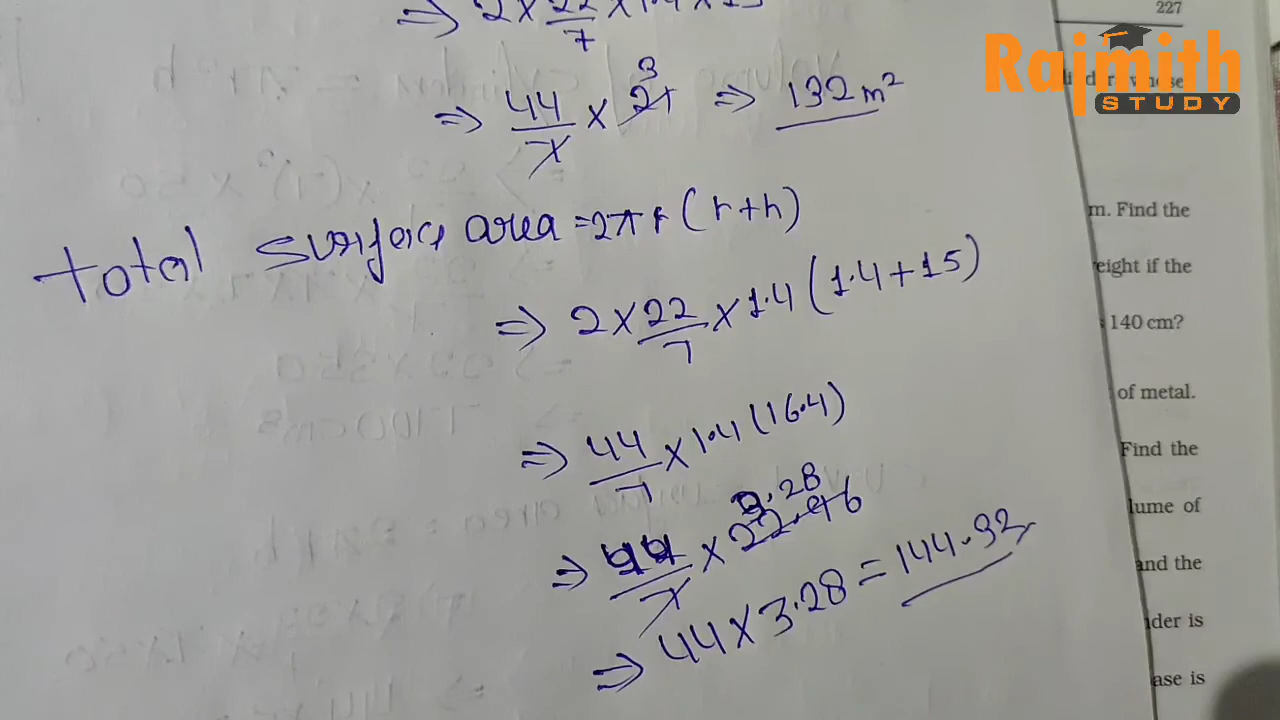 227
Rajmith
STUDY
⇒ 2 × 22/7 × 1.4 × 15
⇒ 44/7 × 21 3 ⇒ 132 m²
Total surface area = 2πr (r+h)
⇒ 2 × 22/7 × 1.4 (1.4 + 15)
⇒ 44/7 × 1.4 (16.4)
⇒ 44/7 × 22.96 3.28
⇒ 44 × 3.28 = 144.32
m. Find the
eight if the
140 cm?
of metal.
Find the
lume of
and the
der is
ase is